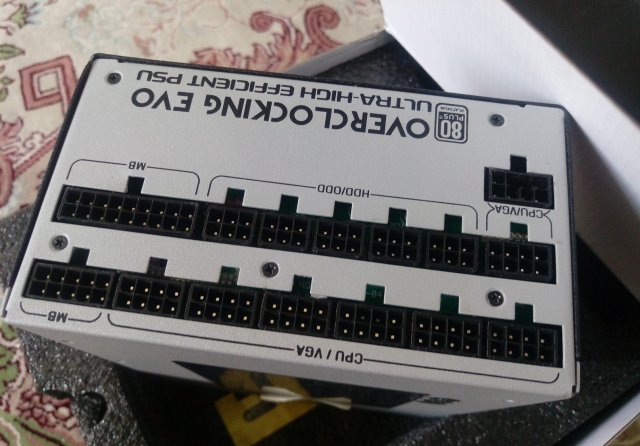 OVERCLOCKING EVO
ULTRA-HIGH EFFICIENT PSU
80
PLUS
PLATINUM
CPU / VGA
MB
CPU/VGA
HDD/ODD
MB